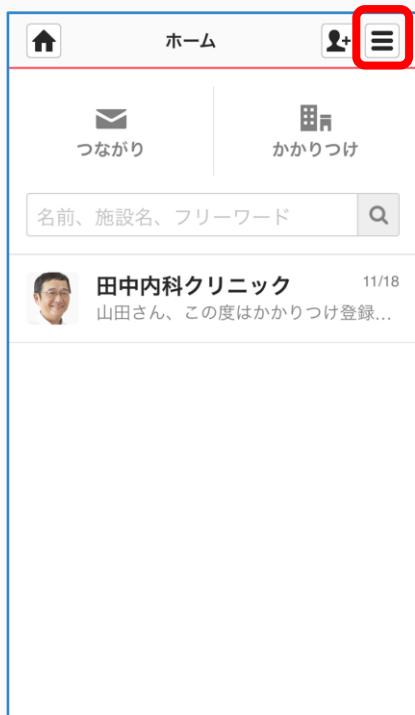 ホーム
つながり
かかりつけ
名前、施設名、フリーワード
田中内科クリニック
11/18
山田さん、この度はかかりつけ登録...